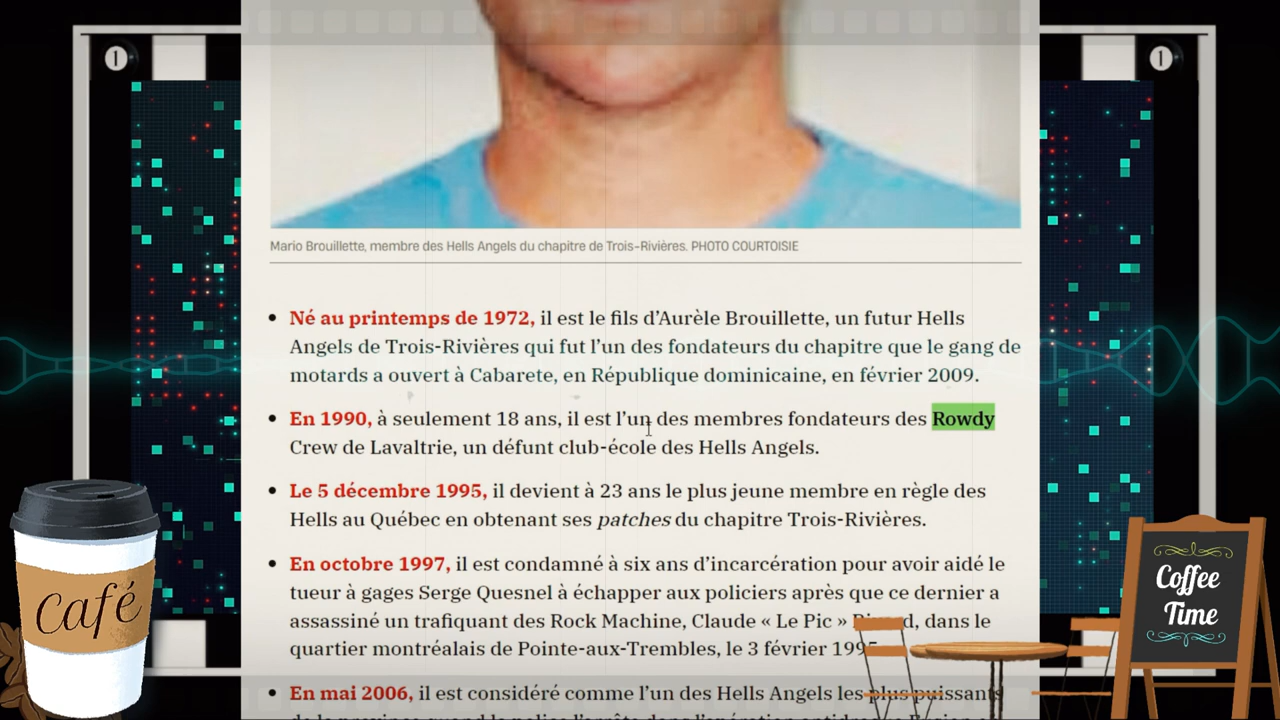 1
1
Mario Brouillette, membre des Hells Angels du chapitre de Trois-Rivières. PHOTO COURTOISIE
• Né au printemps de 1972, il est le fils d’Aurèle Brouillette, un futur Hells
Angels de Trois-Rivières qui fut l’un des fondateurs du chapitre que le gang de
motards a ouvert à Cabarete, en République dominicaine, en février 2009.
• En 1990, à seulement 18 ans, il est l’un des membres fondateurs des Rowdy
Crew de Lavaltrie, un défunt club-école des Hells Angels.
• Le 5 décembre 1995, il devient à 23 ans le plus jeune membre en règle des
Hells au Québec en obtenant ses patches du chapitre Trois-Rivières.
• En octobre 1997, il est condamné à six ans d’incarcération pour avoir aidé le
tueur à gages Serge Quesnel à échapper aux policiers après que ce dernier a
assassiné un trafiquant des Rock Machine, Claude « Le Pic » dans le
quartier montréalais de Pointe-aux-Trembles, le 3 février
• En mai 2006, il est considéré comme l’un des Hells Angels les plus puissants
Café
Coffee
Time